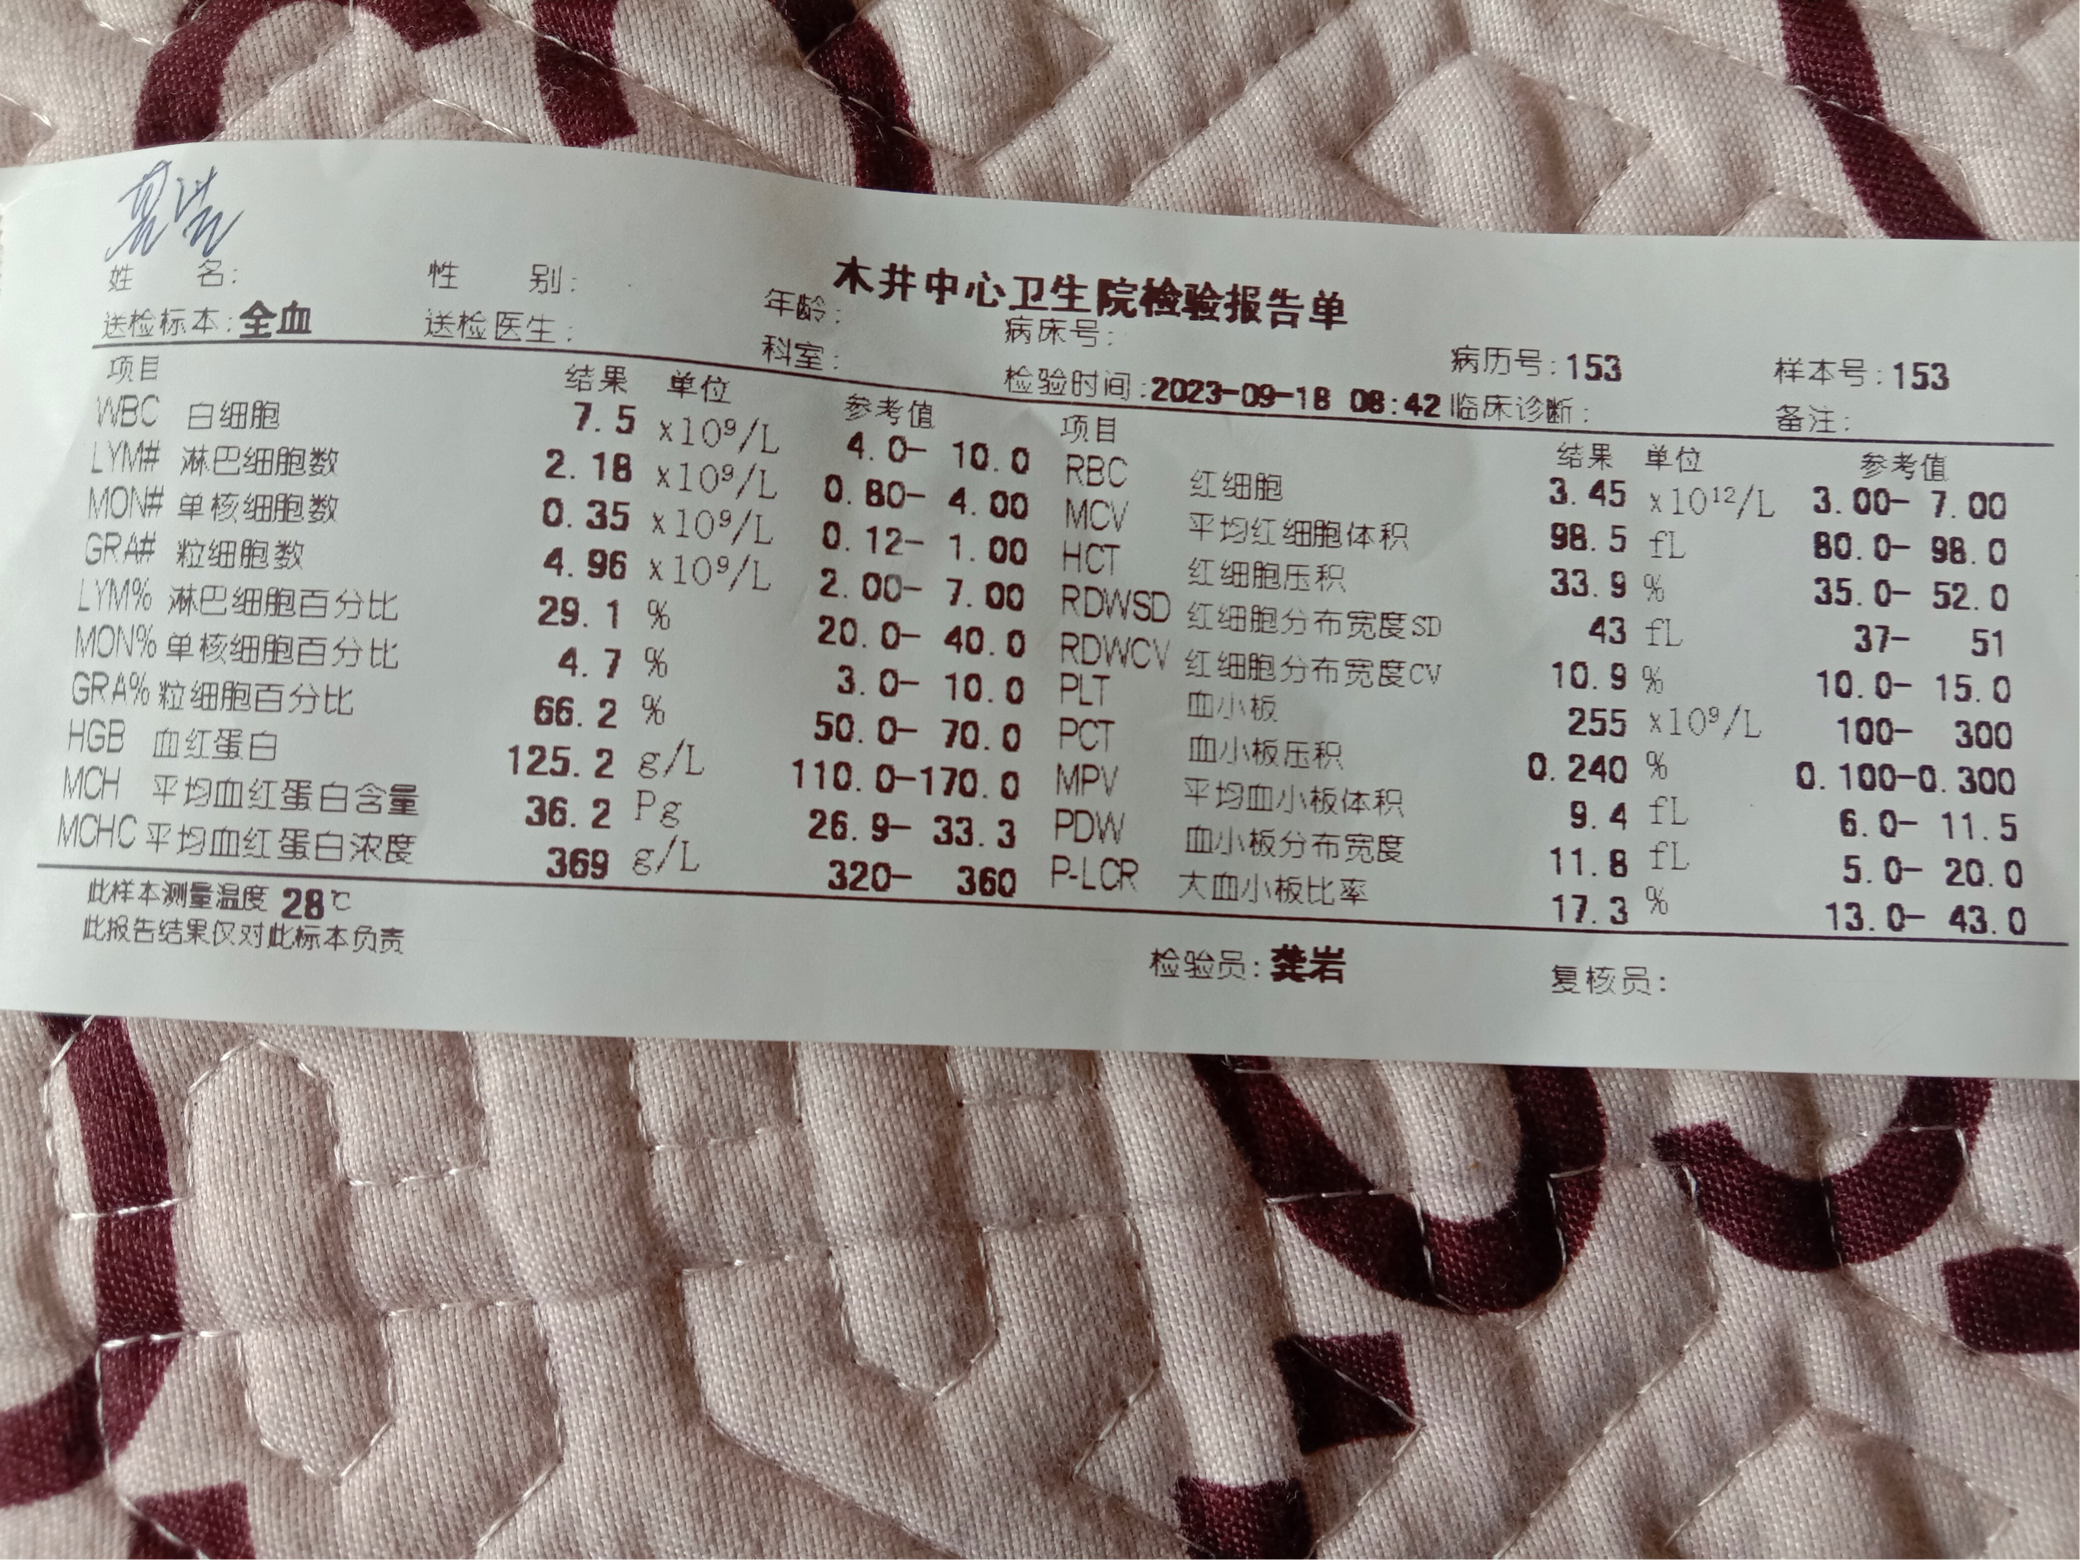 木井中心卫生院检验报告单
姓 名: 性 别: 年龄: 病床号: 病历号:153 样本号:153
送检标本:全血 送检医生: 科室: 检验时间:2023-09-18 08:42 临床诊断: 备注:
项目 结果 单位 参考值 项目 结果 单位 参考值
WBC 白细胞 7.5 x10⁹/L 4.0- 10.0 RBC 红细胞 3.45 x10¹²/L 3.00- 7.00
LYM# 淋巴细胞数 2.18 x10⁹/L 0.80- 4.00 MCV 平均红细胞体积 98.5 fL 80.0- 98.0
MON# 单核细胞数 0.35 x10⁹/L 0.12- 1.00 HCT 红细胞压积 33.9 % 35.0- 52.0
GRA# 粒细胞数 4.96 x10⁹/L 2.00- 7.00 RDWSD 红细胞分布宽度SD 43 fL 37- 51
LYM% 淋巴细胞百分比 29.1 % 20.0- 40.0 RDWCV 红细胞分布宽度CV 10.9 % 10.0- 15.0
MON% 单核细胞百分比 4.7 % 3.0- 10.0 PLT 血小板 255 x10⁹/L 100- 300
GRA% 粒细胞百分比 66.2 % 50.0- 70.0 PCT 血小板压积 0.240 % 0.100-0.300
HGB 血红蛋白 125.2 g/L 110.0-170.0 MPV 平均血小板体积 9.4 fL 6.0- 11.5
MCH 平均血红蛋白含量 36.2 Pg 26.9- 33.3 PDW 血小板分布宽度 11.8 fL 5.0- 20.0
MCHC 平均血红蛋白浓度 369 g/L 320- 360 P-LCR 大血小板比率 17.3 % 13.0- 43.0
此样本测量温度 28℃
此报告结果仅对此标本负责 检验员:龚岩 复核员: